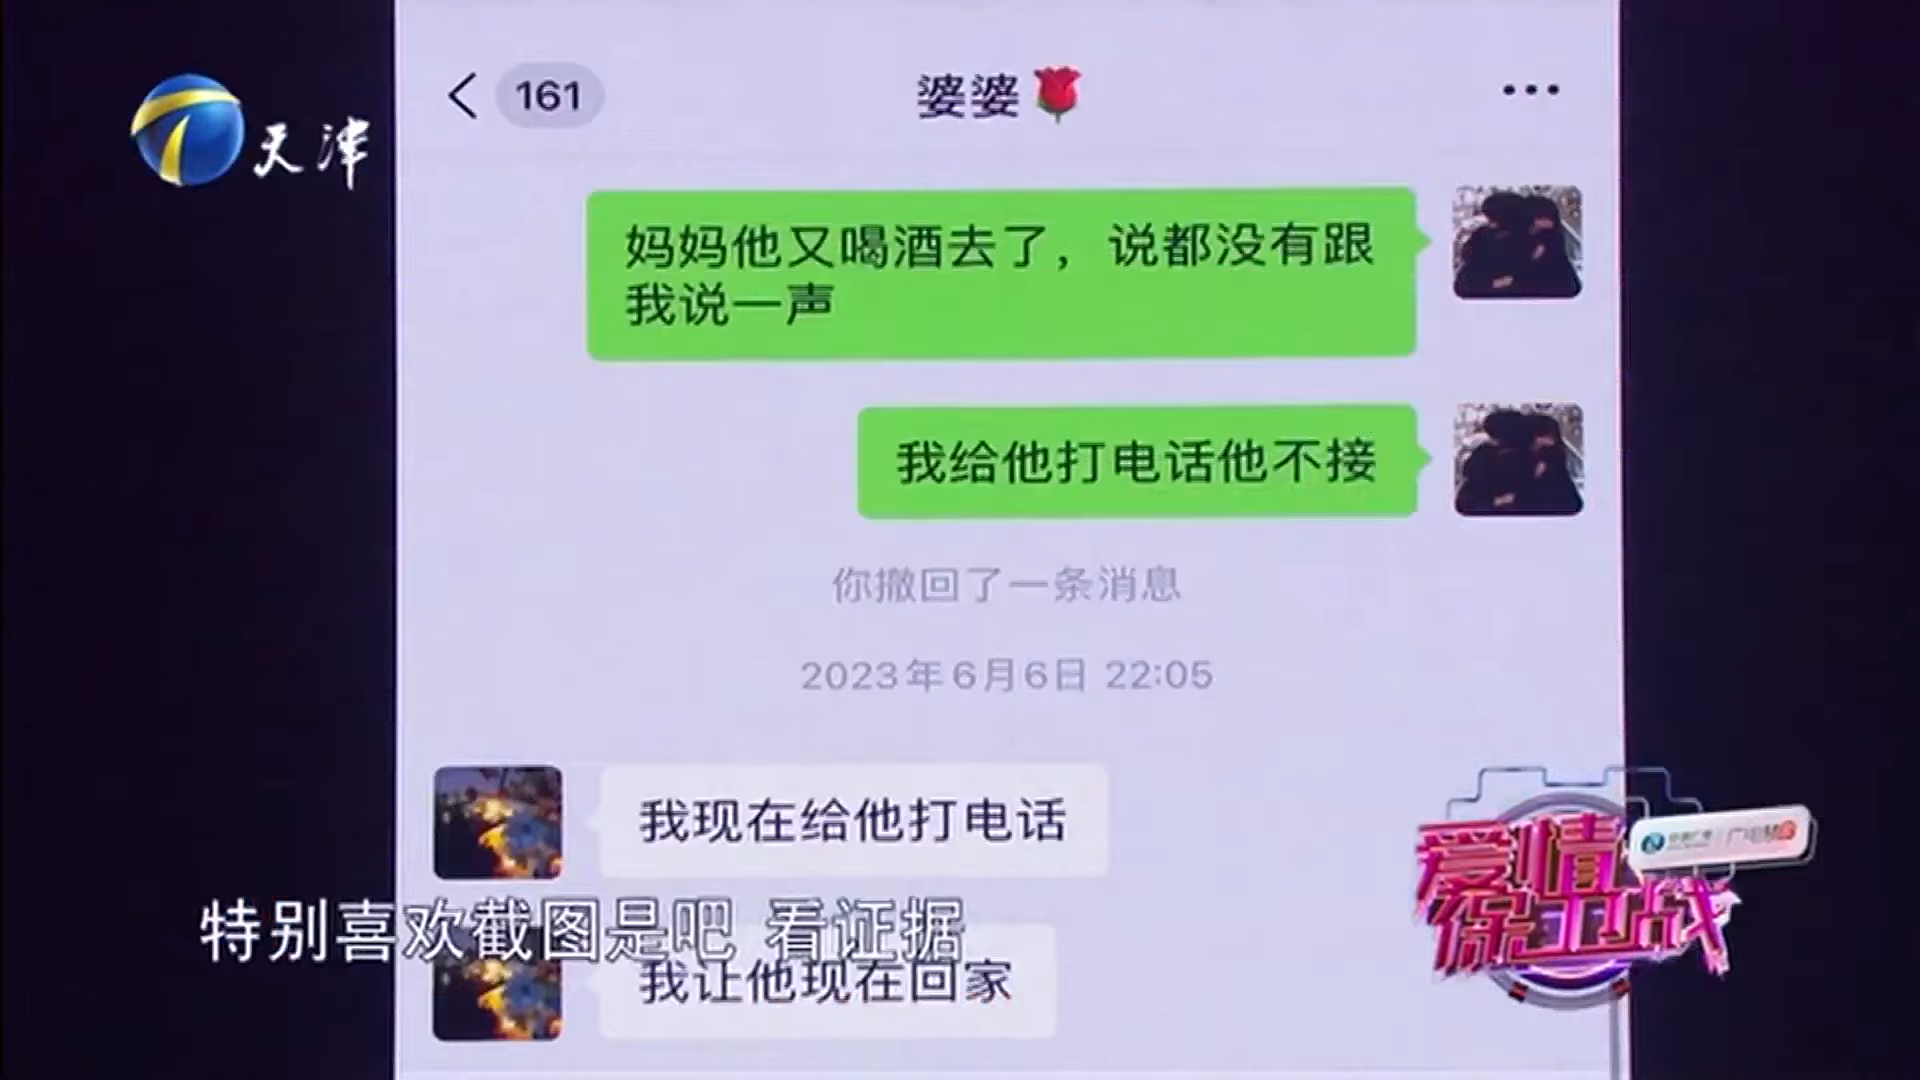 天津
161
婆婆
妈妈他又喝酒去了，说都没有跟
我说一声
我给他打电话他不接
你撤回了一条消息
2023年6月6日 22:05
我现在给他打电话
特别喜欢截图是吧 看证据
我让他现在回家
爱情
保卫战